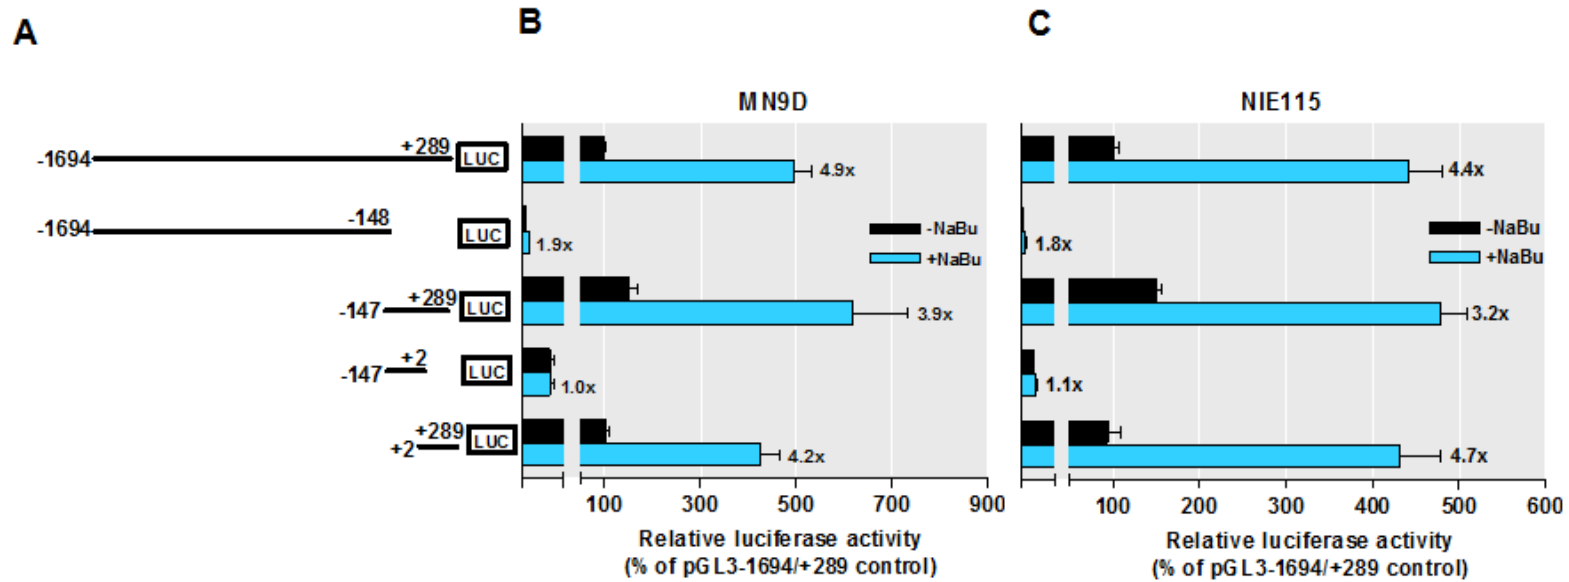 A
B
C
MN9D
NIE115
-1694
+289
LUC
4.9x
4.4x
-1694
-148
LUC
1.9x
-NaBu
+NaBu
1.8x
-NaBu
+NaBu
-147
+289
LUC
3.9x
3.2x
-147
+2
LUC
1.0x
1.1x
+2
+289
LUC
4.2x
4.7x
100 300 500 700 900
100 200 300 400 500 600
Relative luciferase activity
(% of pGL3-1694/+289 control)
Relative luciferase activity
(% of pGL3-1694/+289 control)